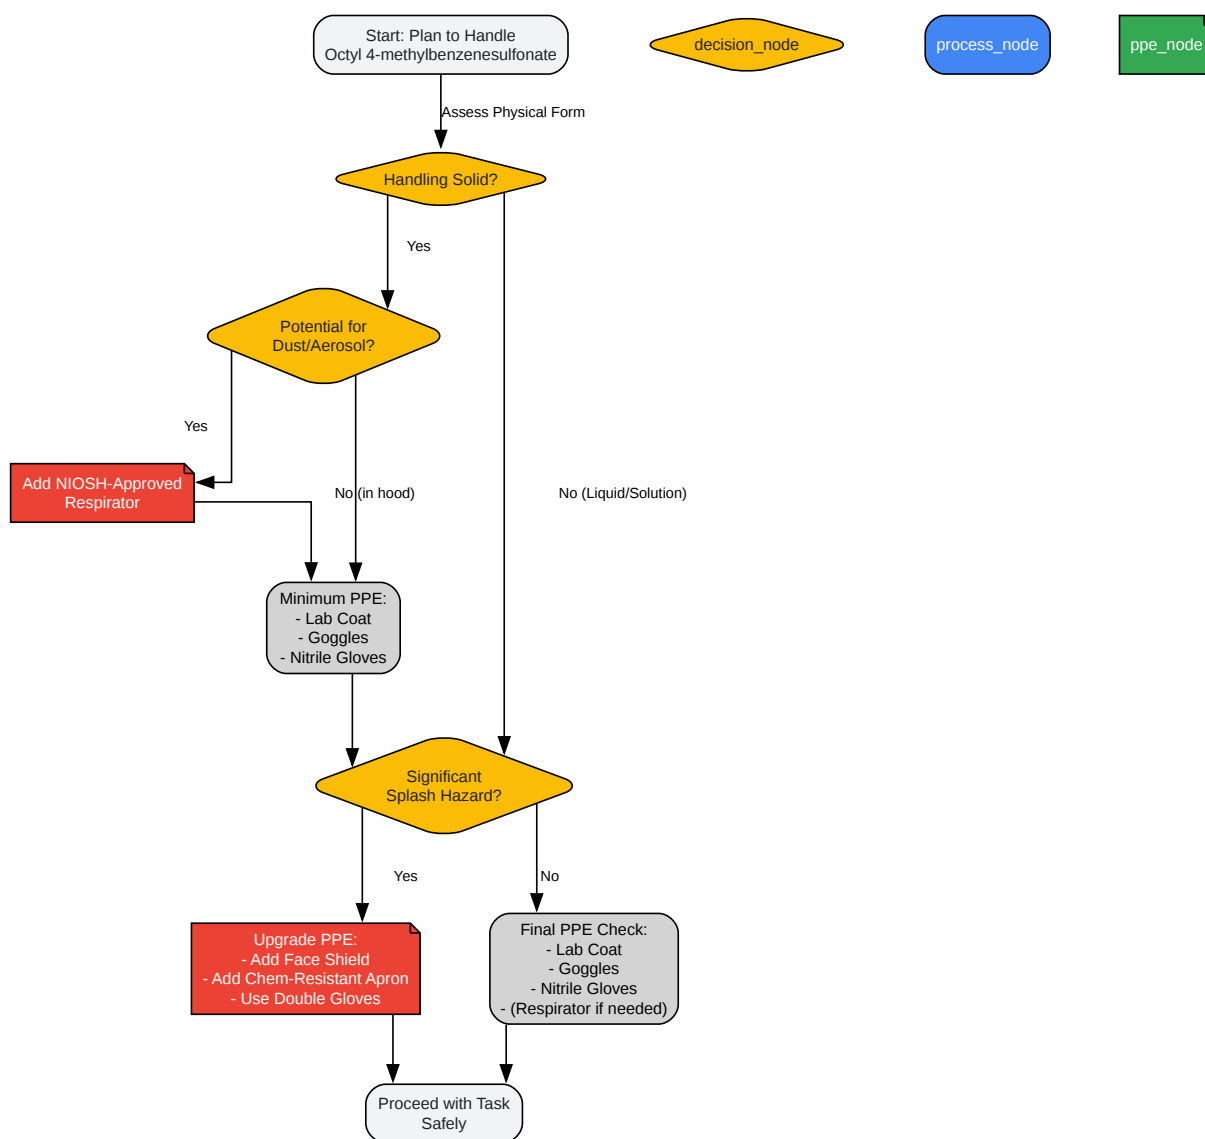 Start: Plan to Handle
Octyl 4-methylbenzenesulfonate
decision_node
process_node
ppe_node
Assess Physical Form
Handling Solid?
Yes
Potential for
Dust/Aerosol?
Yes
Add NIOSH-Approved
Respirator
No (in hood)
No (Liquid/Solution)
Minimum PPE:
- Lab Coat
- Goggles
- Nitrile Gloves
Significant
Splash Hazard?
Yes
No
Upgrade PPE:
- Add Face Shield
- Add Chem-Resistant Apron
- Use Double Gloves
Final PPE Check:
- Lab Coat
- Goggles
- Nitrile Gloves
- (Respirator if needed)
Proceed with Task
Safely